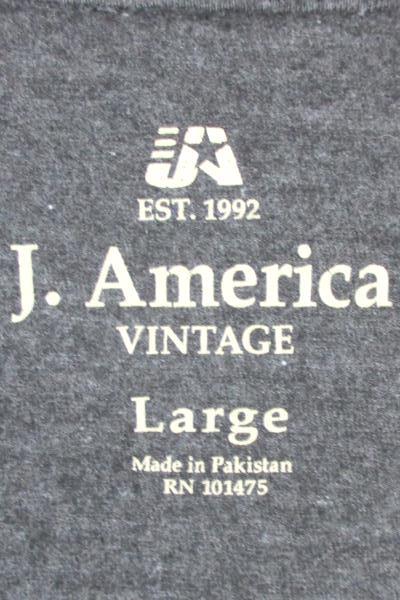 EST. 1992
J. America
VINTAGE
Large
Made in Pakistan
RN 101475